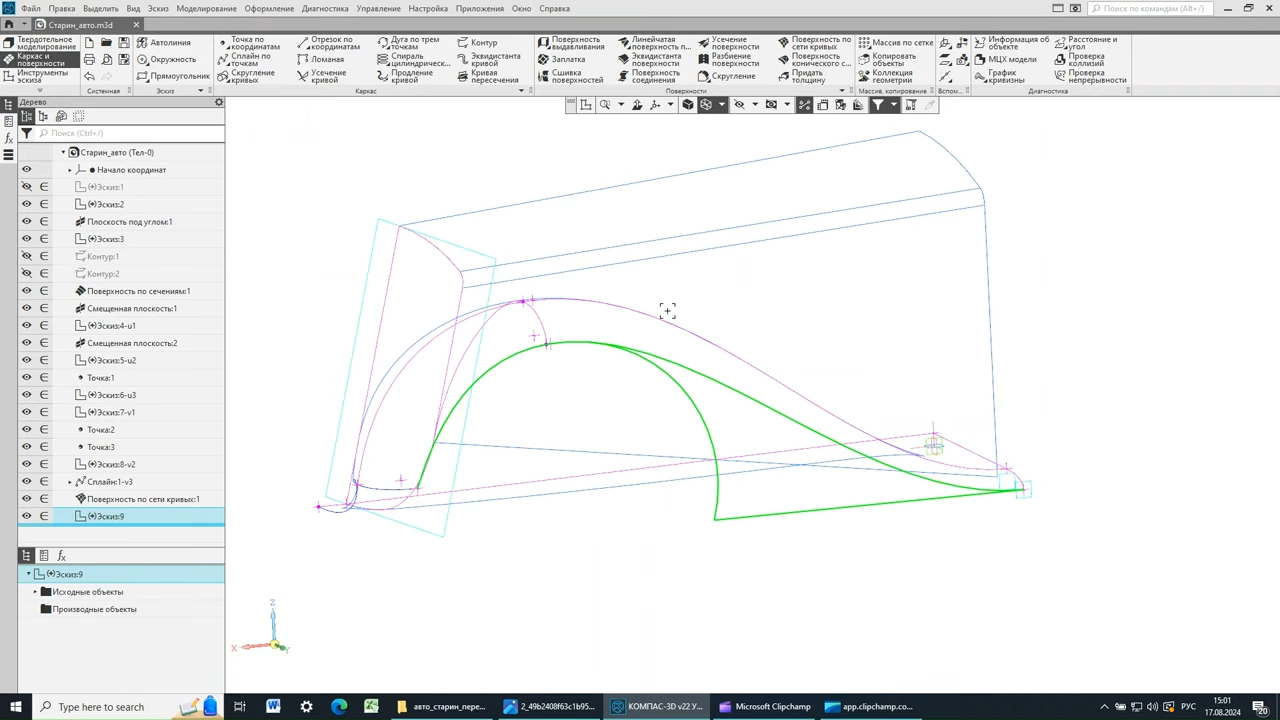 Файл Правка Выделить Вид Эскиз Моделирование Оформление Диагностика Управление Настройка Приложения Окно Справка
Поиск по командам (Alt+/)
Старин_авто.m3d
Твердотельное моделирование
Каркас и поверхности
Инструменты эскиза
Системная
Автолиния
Окружность
Прямоугольник
Эскиз
Точка по координатам
Сплайн по точкам
Скругление кривых
Отрезок по координатам
Ломаная
Усечение кривой
Дуга по трем точкам
Спираль цилиндрическ...
Продление кривой
Контур
Эквидистанта кривой
Кривая пересечения
Каркас
Поверхность выдавливания
Заплатка
Сшивка поверхностей
Линейчатая поверхность п...
Эквидистанта поверхности
Поверхность соединения
Усечение поверхности
Разбиение поверхности
Скругление
Поверхность по сети кривых
Поверхность конического с...
Придать толщину
Поверхности
Массив по сетке
Копировать объекты
Коллекция геометрии
Массив, копирование
Вспом...
Информация об объекте
МЦХ модели
График кривизны
Расстояние и угол
Проверка коллизий
Проверка непрерывности
Диагностика
Дерево
Поиск (Ctrl+/)
Старин_авто (Тел-0)
Начало координат
(+)Эскиз:1
(+)Эскиз:2
Плоскость под углом:1
(+)Эскиз:3
Контур:1
Контур:2
Поверхность по сечениям:1
Смещенная плоскость:1
(+)Эскиз:4-u1
Смещенная плоскость:2
(+)Эскиз:5-u2
Точка:1
(+)Эскиз:6-u3
(+)Эскиз:7-v1
Точка:2
Точка:3
(+)Эскиз:8-v2
Сплайн:1-v3
Поверхность по сети кривых:1
(+)Эскиз:9
(+)Эскиз:9
Исходные объекты
Производные объекты
Z
X
Y
Type here to search
авто_старин_пере...
2_49b2408f63c1b95...
КОМПАС-3D v22 У...
Microsoft Clipchamp
app.clipchamp.co...
РУС
15:01
17.08.2024
20